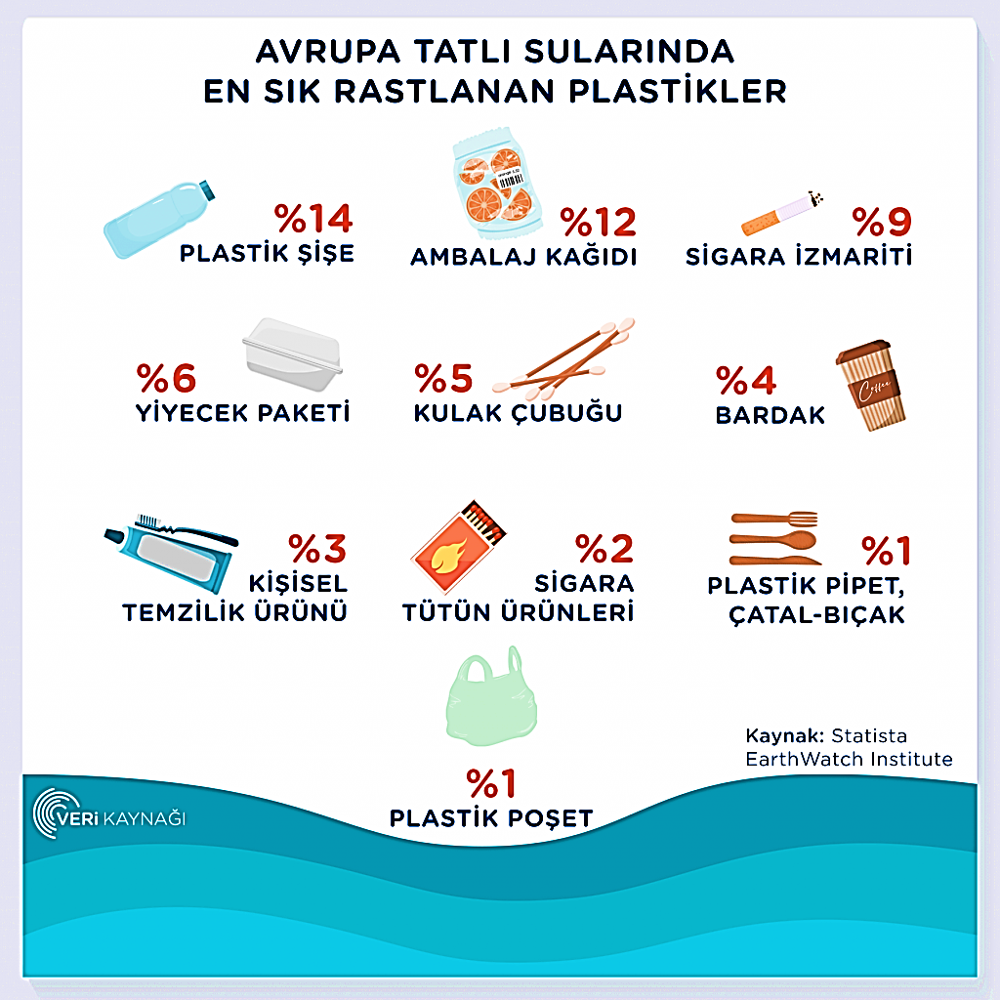 AVRUPA TATLI SULARINDA
EN SIK RASTLANAN PLASTİKLER
%14
PLASTİK ŞİŞE
%12
AMBALAJ KAĞIDI
%9
SİGARA İZMARİTİ
%6
YİYECEK PAKETİ
%5
KULAK ÇUBUĞU
%4
BARDAK
Coffee
%3
KİŞİSEL
TEMZİLİK ÜRÜNÜ
%2
SİGARA
TÜTÜN ÜRÜNLERİ
%1
PLASTİK PİPET,
ÇATAL-BIÇAK
%1
PLASTİK POŞET
Kaynak: Statista
EarthWatch Institute
VERİ KAYNAĞI